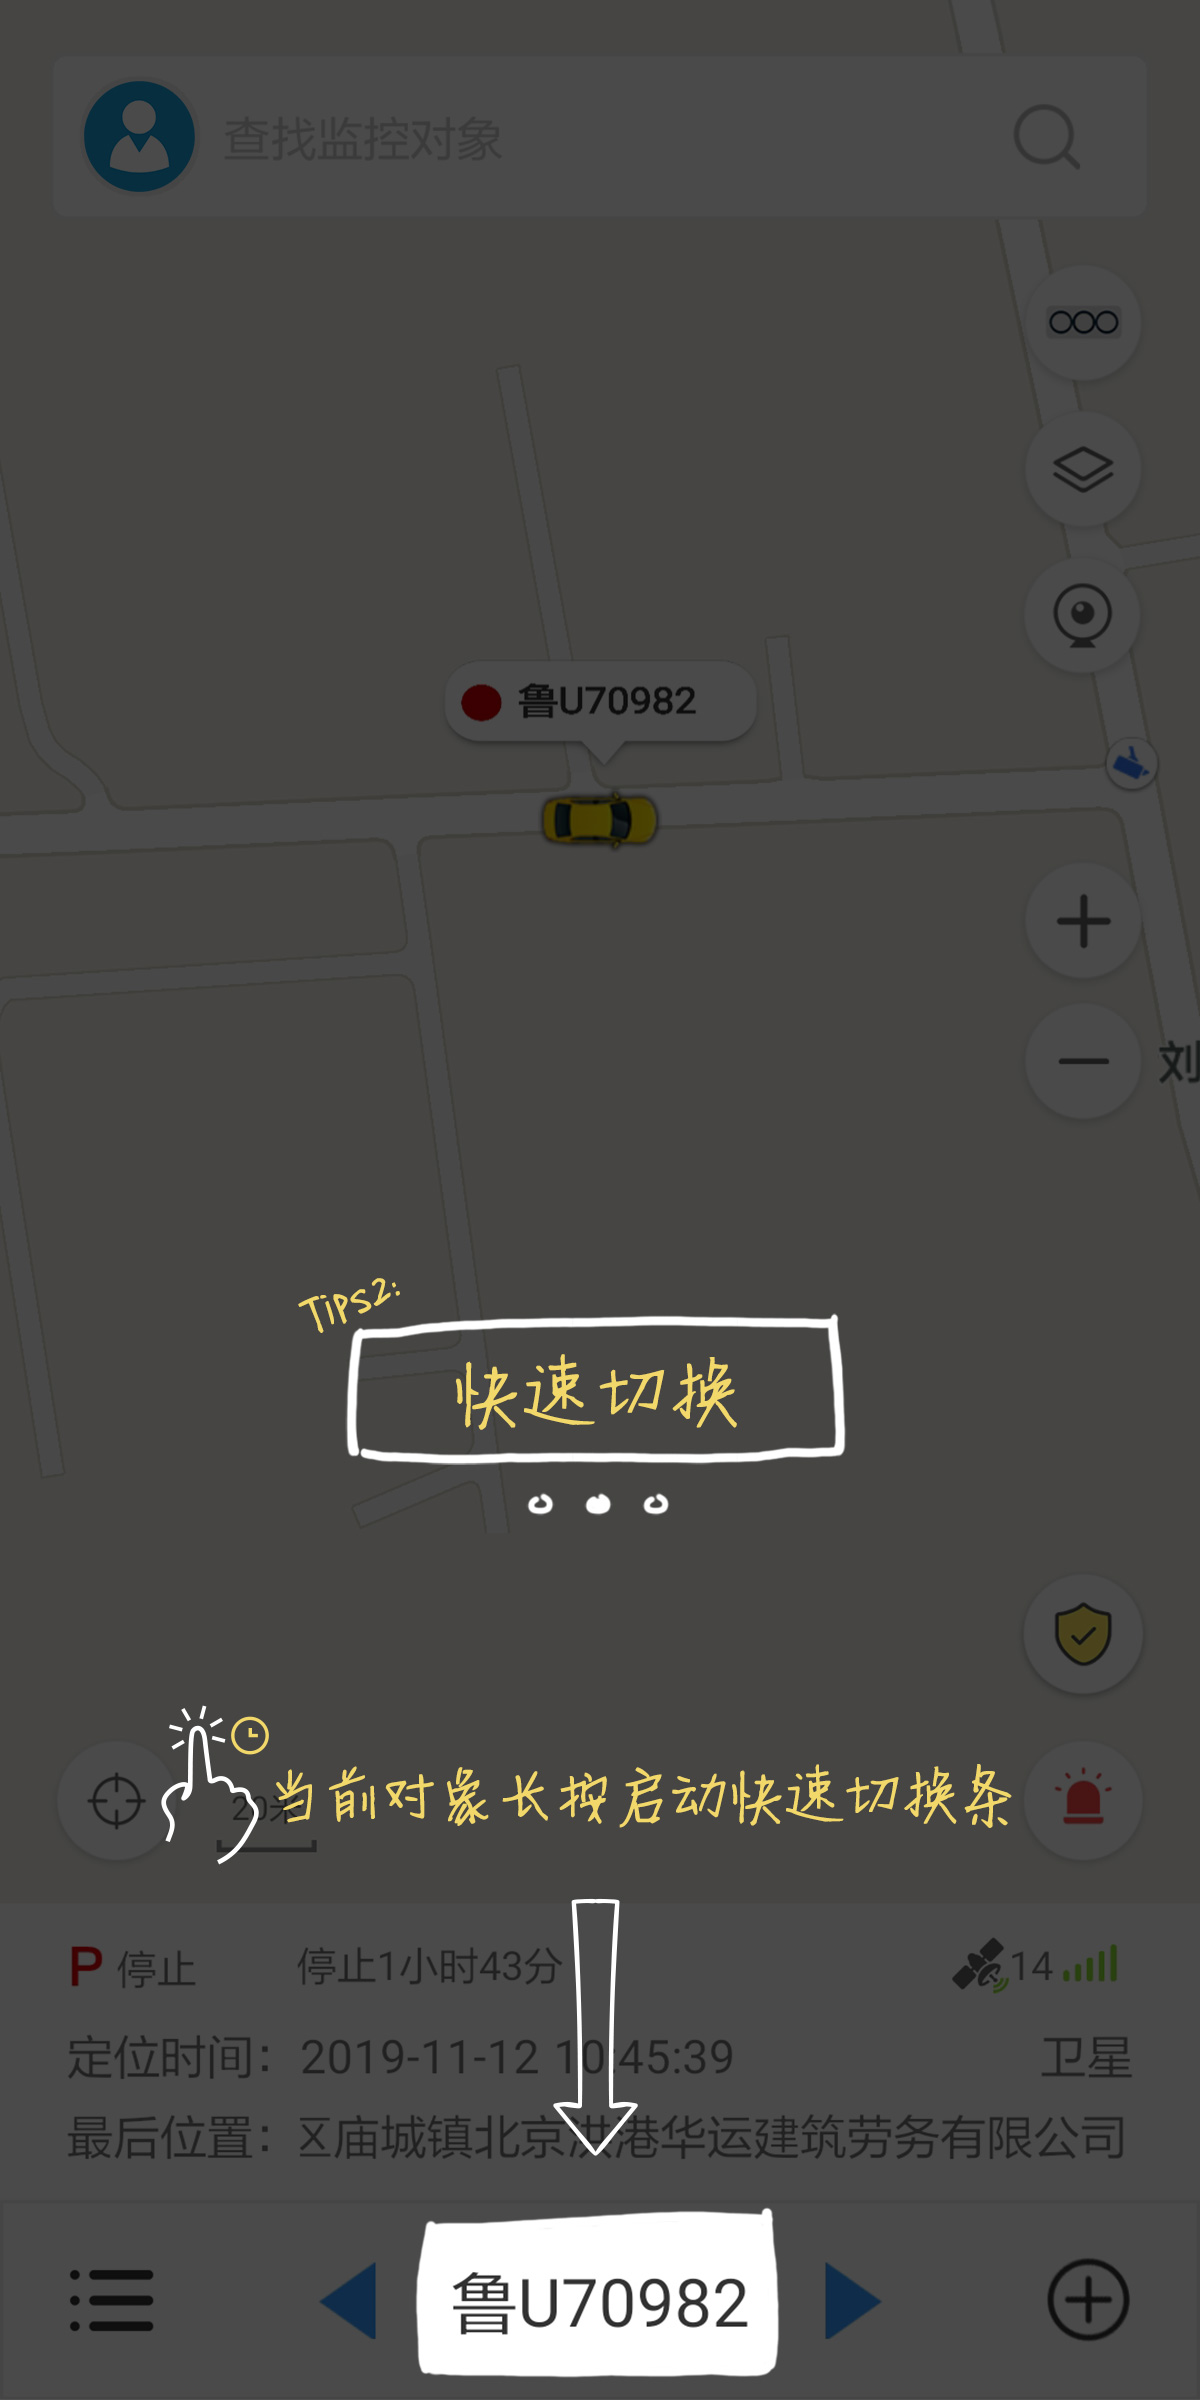 查找监控对象
鲁U70982
刘
Tips2:
快速切换
20米
当前对象长按启动快速切换条
P 停止 停止1小时43分 14
定位时间： 2019-11-12 10:45:39 卫星
最后位置： 区庙城镇北京洪港华运建筑劳务有限公司
鲁U70982